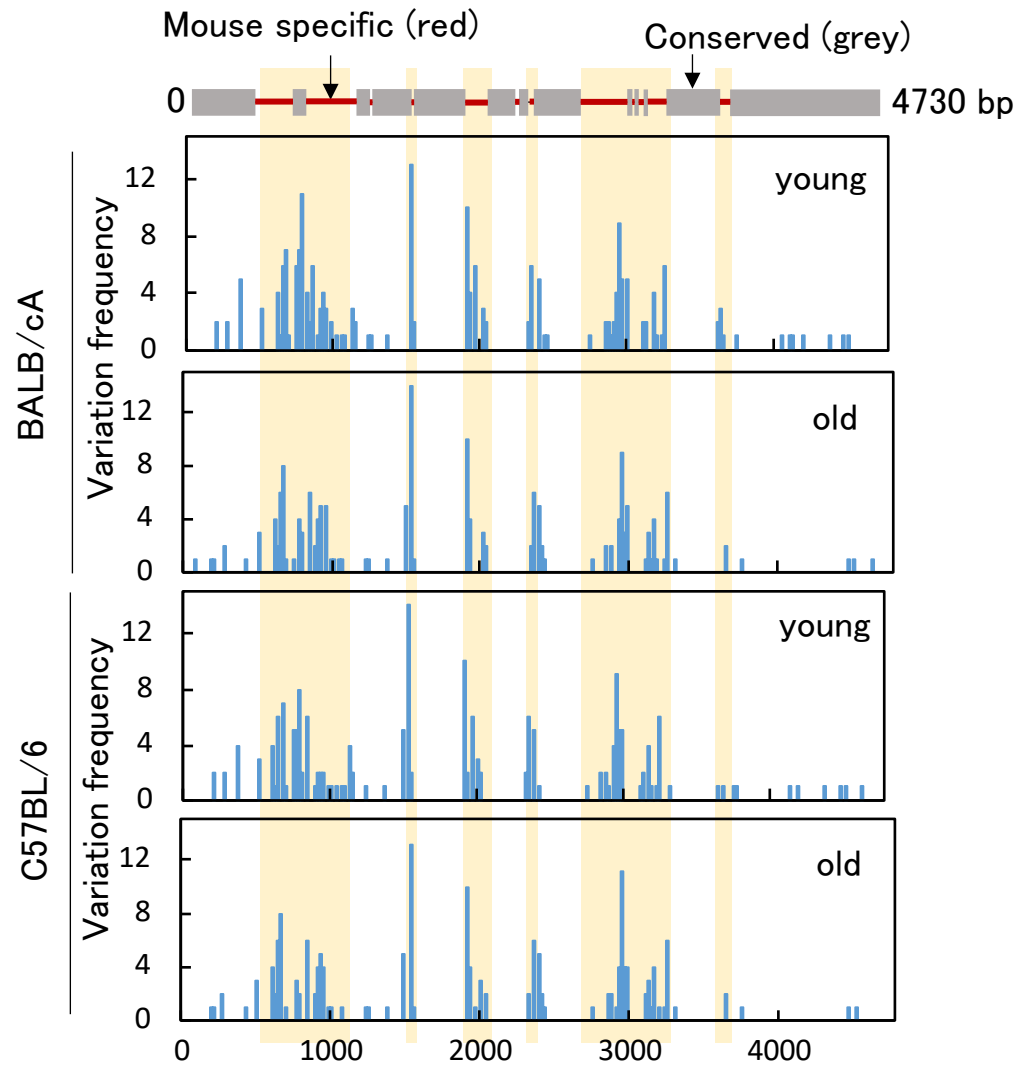 Mouse specific (red)
Conserved (grey)
0
4730 bp
BALB/cA
Variation frequency
12
8
4
0
young
12
8
4
0
old
C57BL/6
Variation frequency
12
8
4
0
young
12
8
4
0
old
0 1000 2000 3000 4000